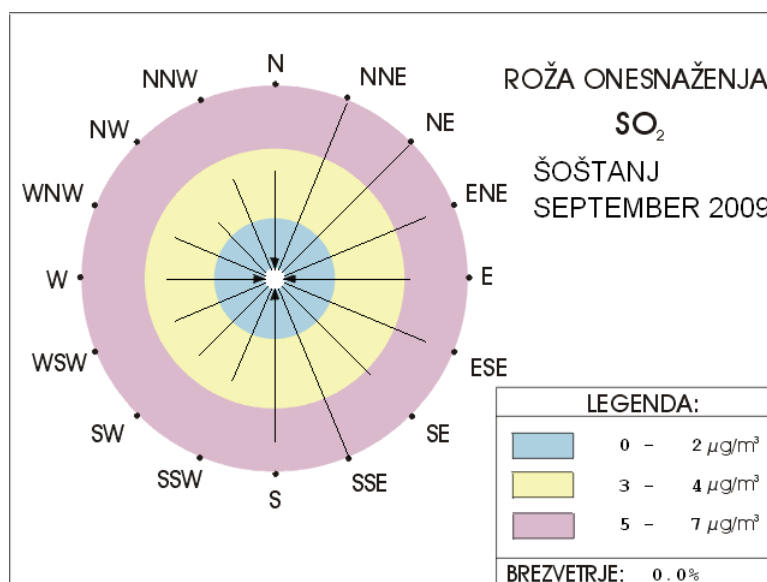 ROŽA ONESNAŽENJA
SO₂
ŠOŠTANJ
SEPTEMBER 2009
N
NNE
NE
ENE
E
ESE
SE
SSE
S
SSW
SW
WSW
W
WNW
NW
NNW
LEGENDA:
0 - 2 µg/m³
3 - 4 µg/m³
5 - 7 µg/m³
BREZVETRJE: 0.0%